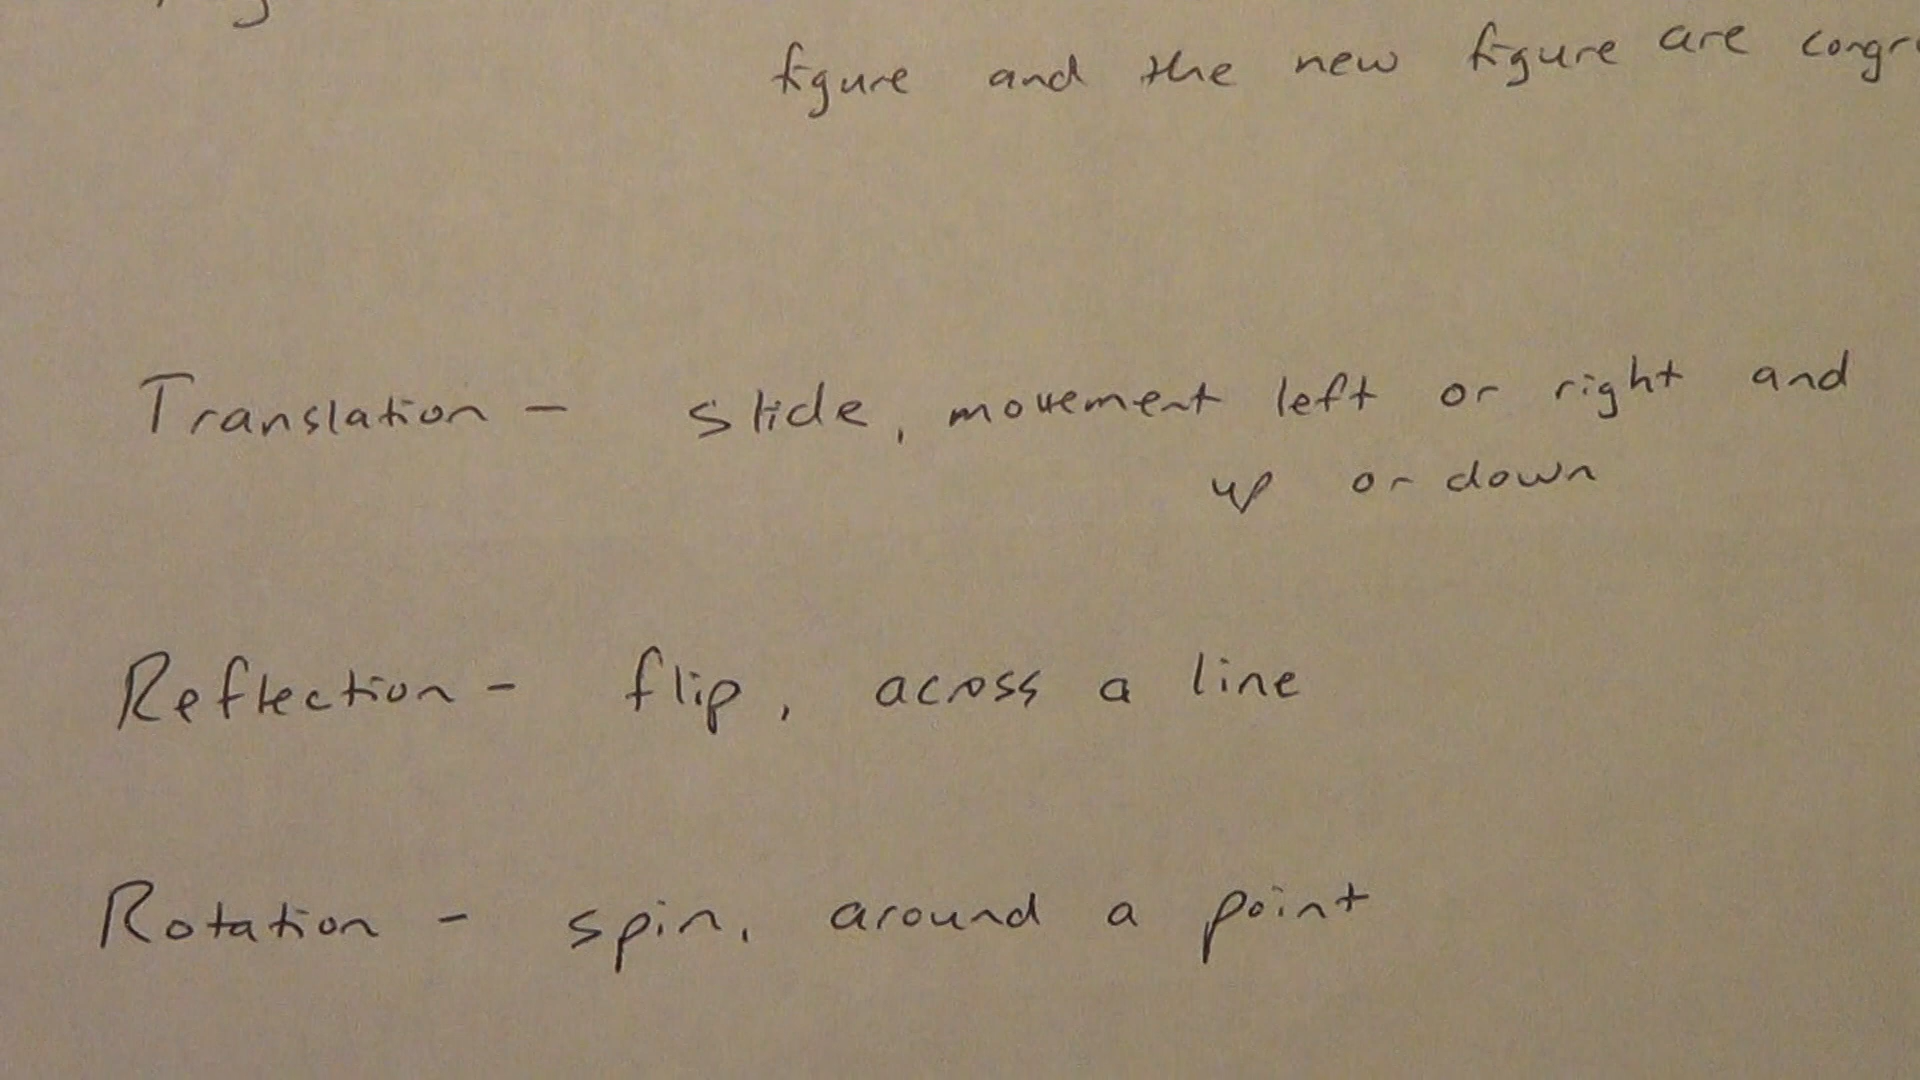 figure and the new figure are congr
Translation - slide, movement left or right and
up or down
Reflection - flip, across a line
Rotation - spin, around a point